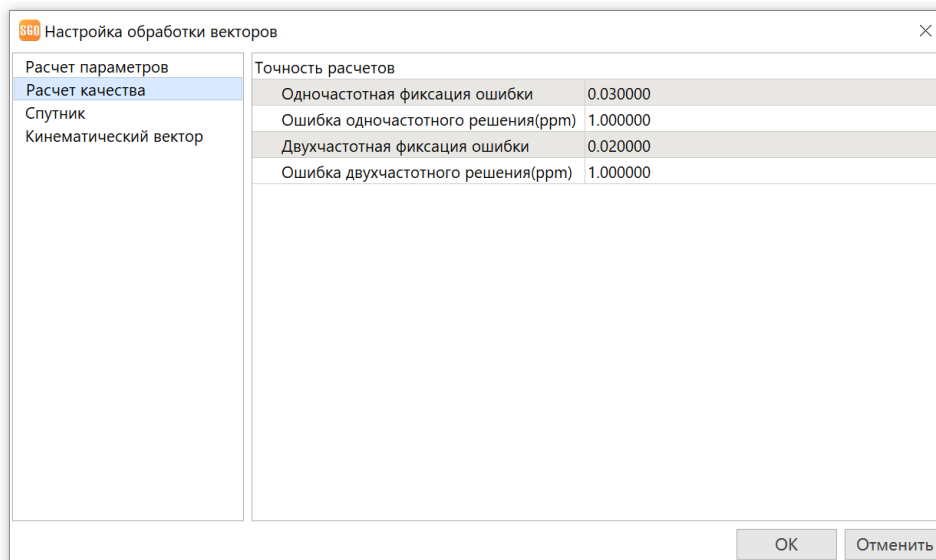 SGO Настройка обработки векторов
Расчет параметров
Расчет качества
Спутник
Кинематический вектор
Точность расчетов
Одночастотная фиксация ошибки 0.030000
Ошибка одночастотного решения(ppm) 1.000000
Двухчастотная фиксация ошибки 0.020000
Ошибка двухчастотного решения(ppm) 1.000000
OK Отменить